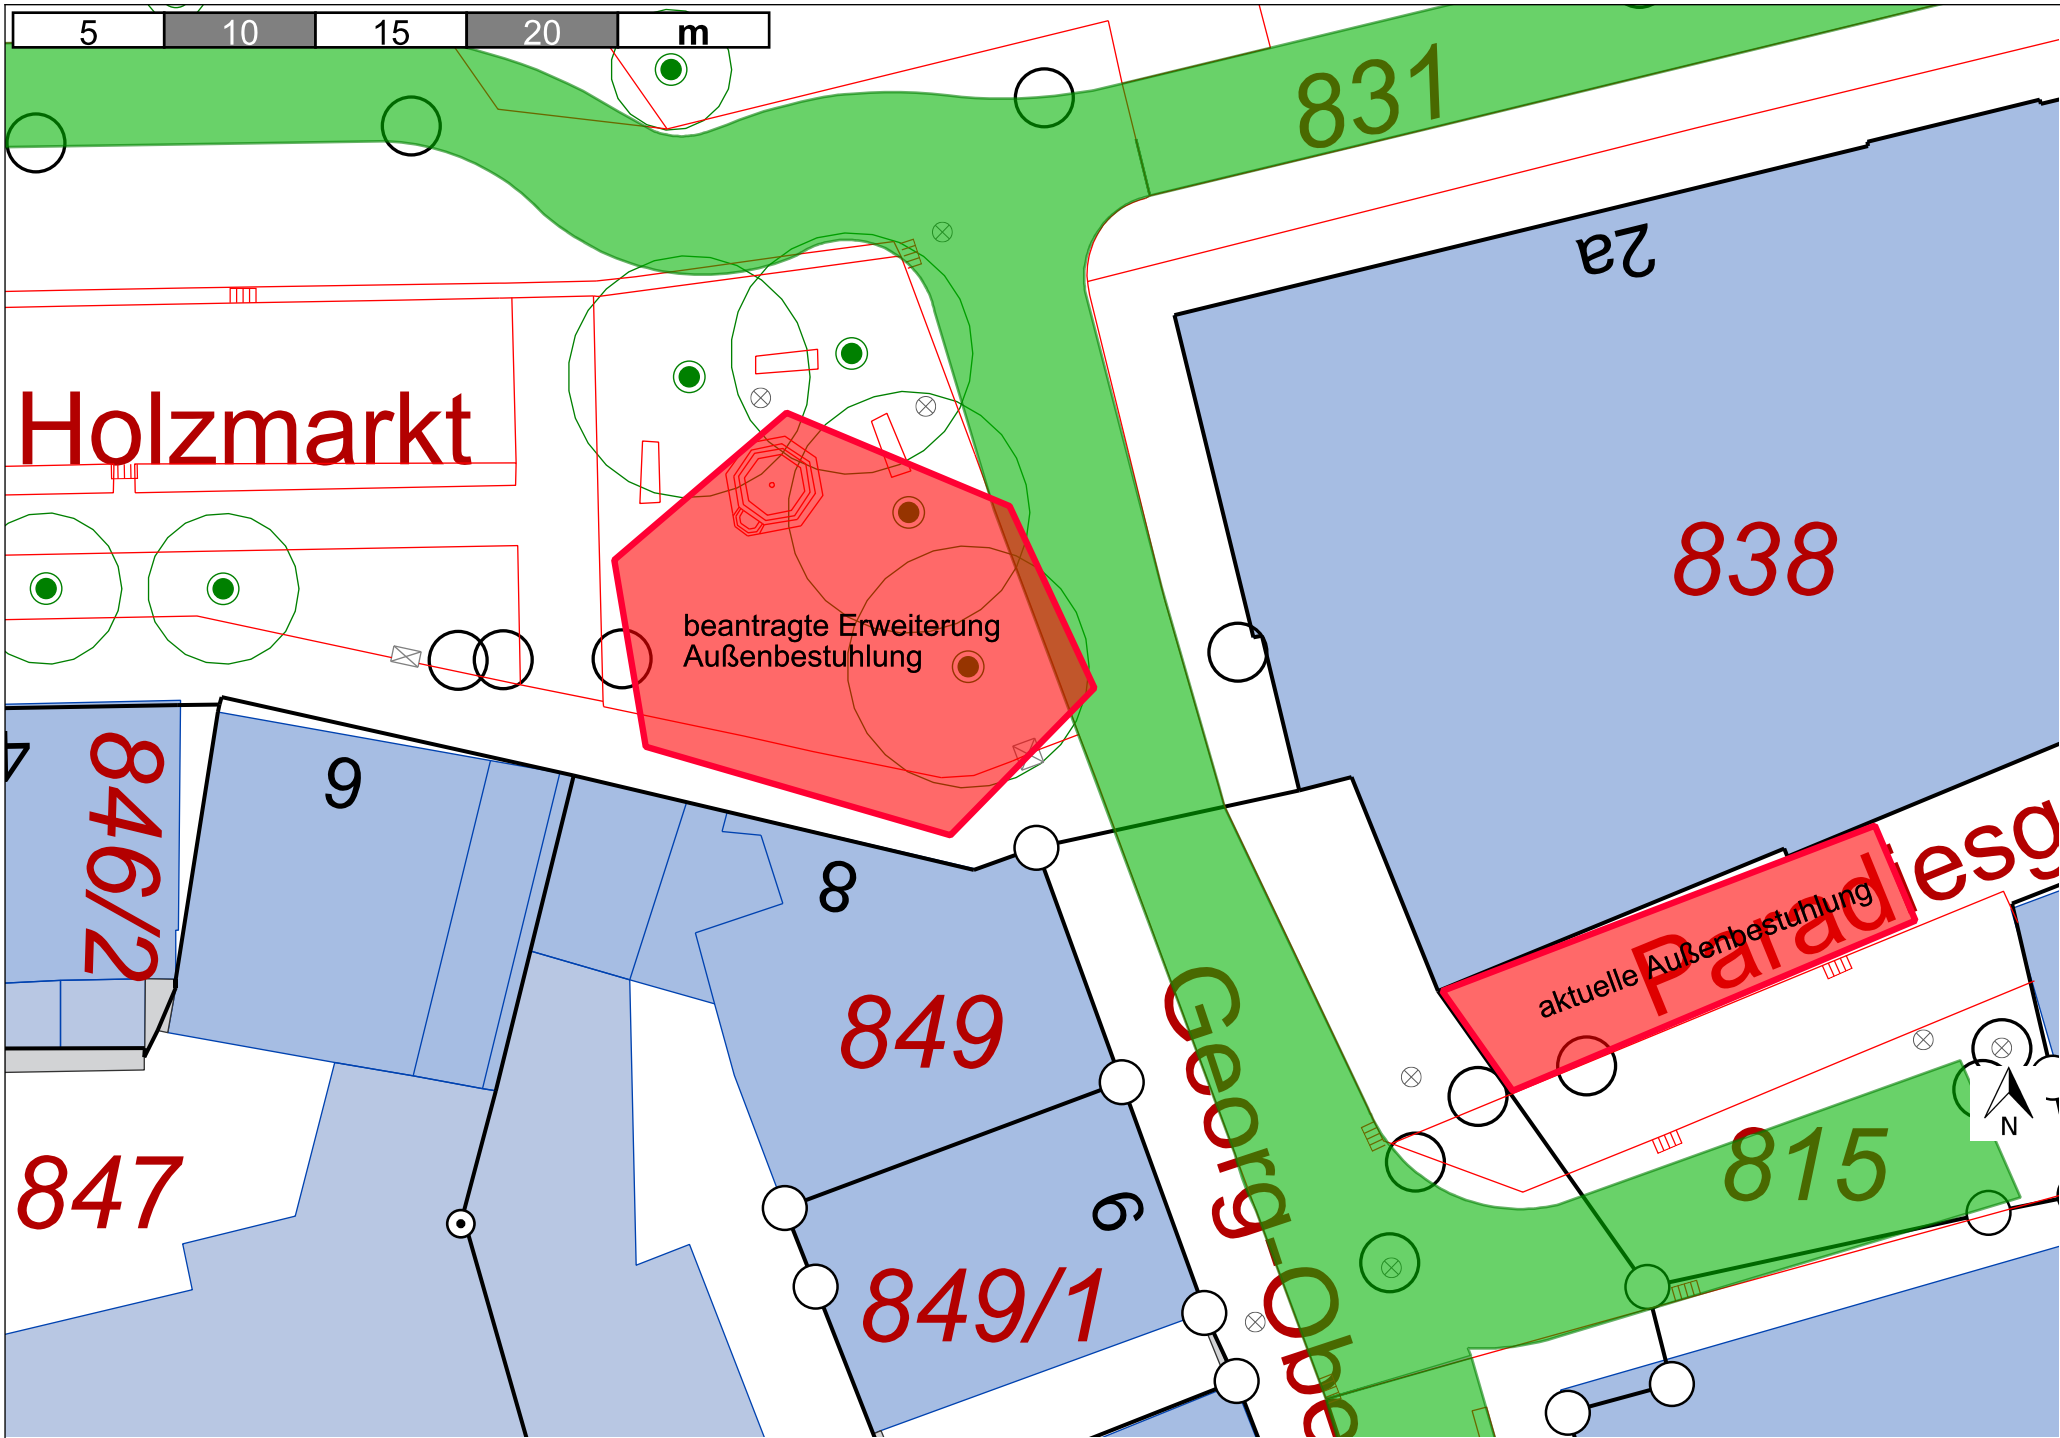 5 10 15 20 m
831
2a
Holzmarkt
838
beantragte Erweiterung
Außenbestuhlung
846/2
9
8
Paradiesg
aktuelle Außenbestuhlung
849
Georg-Obe
N
815
847
6
849/1